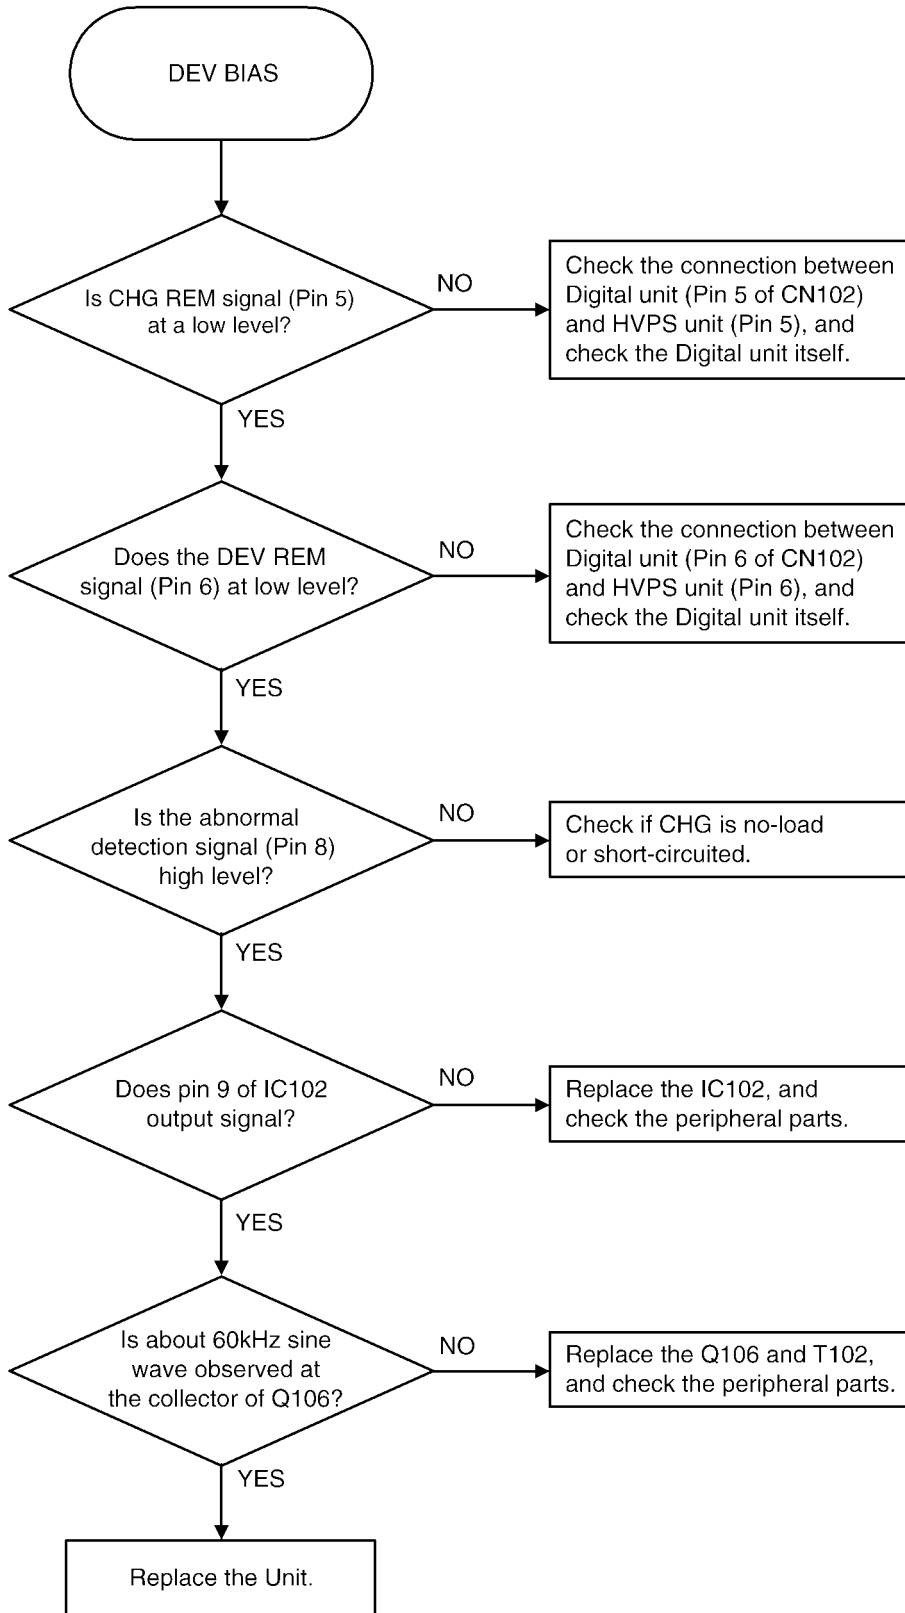 DEV BIAS
Is CHG REM signal (Pin 5)
at a low level?
NO
Check the connection between
Digital unit (Pin 5 of CN102)
and HVPS unit (Pin 5), and
check the Digital unit itself.
YES
Does the DEV REM
signal (Pin 6) at low level?
NO
Check the connection between
Digital unit (Pin 6 of CN102)
and HVPS unit (Pin 6), and
check the Digital unit itself.
YES
Is the abnormal
detection signal (Pin 8)
high level?
NO
Check if CHG is no-load
or short-circuited.
YES
Does pin 9 of IC102
output signal?
NO
Replace the IC102, and
check the peripheral parts.
YES
Is about 60kHz sine
wave observed at
the collector of Q106?
NO
Replace the Q106 and T102,
and check the peripheral parts.
YES
Replace the Unit.